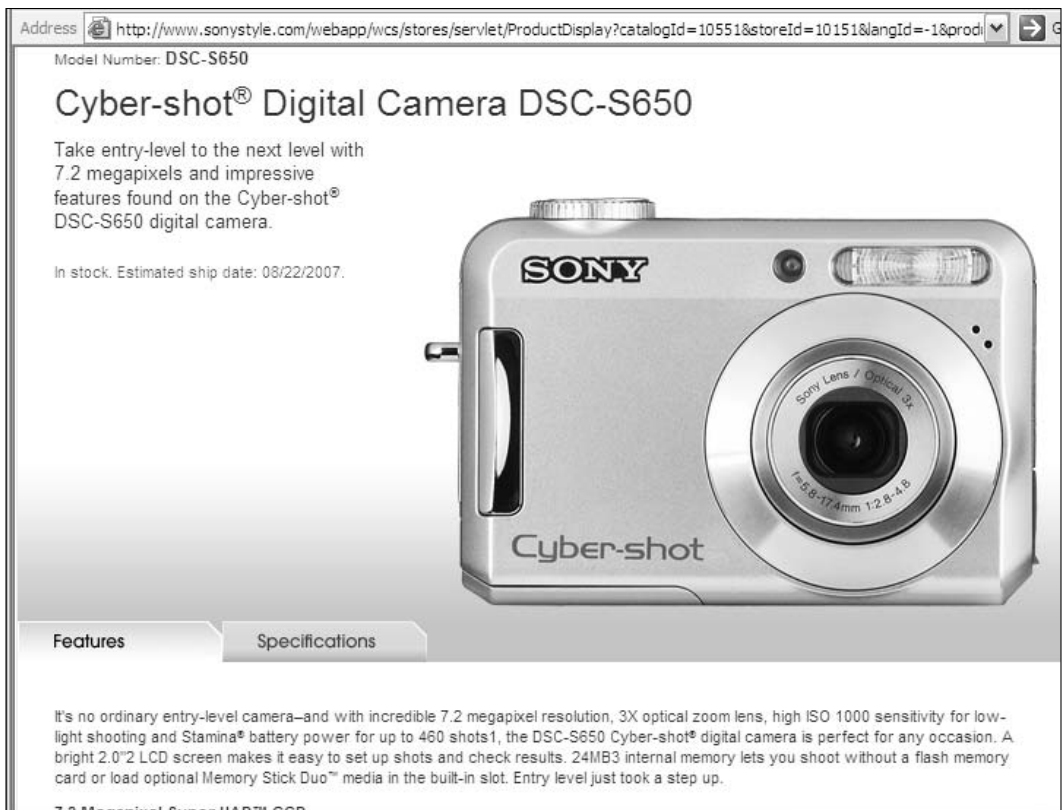 Address http://www.sonystyle.com/webapp/wcs/stores/servlet/ProductDisplay?catalogId=10551&storeId=10151&langId=-1&prod
Model Number: DSC-S650
Cyber-shot® Digital Camera DSC-S650
Take entry-level to the next level with
7.2 megapixels and impressive
features found on the Cyber-shot®
DSC-S650 digital camera.
In stock. Estimated ship date: 08/22/2007.
SONY
Sony Lens / Optical 3x
f=5.8-17.4mm 1:2.8-4.8
Cyber-shot
Features Specifications
It's no ordinary entry-level camera–and with incredible 7.2 megapixel resolution, 3X optical zoom lens, high ISO 1000 sensitivity for low-
light shooting and Stamina® battery power for up to 460 shots1, the DSC-S650 Cyber-shot® digital camera is perfect for any occasion. A
bright 2.0"2 LCD screen makes it easy to set up shots and check results. 24MB3 internal memory lets you shoot without a flash memory
card or load optional Memory Stick Duo™ media in the built-in slot. Entry level just took a step up.